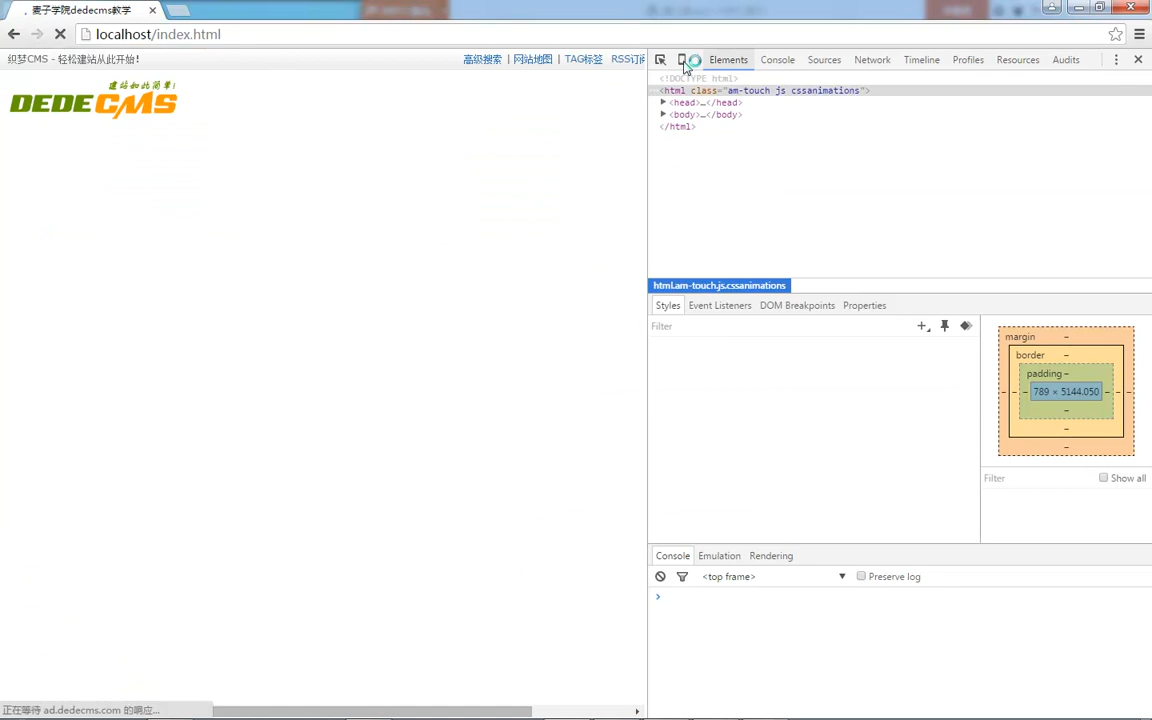 麦子学院dedecms教学
localhost/index.html
织梦CMS - 轻松建站从此开始!
高级搜索 | 网站地图 | TAG标签 RSS订阅
建站如此简单!
DEDECMS
Elements Console Sources Network Timeline Profiles Resources Audits
<!DOCTYPE html>
<html class="am-touch js cssanimations">
<head>…</head>
<body>…</body>
</html>
html.am-touch.js.cssanimations
Styles Event Listeners DOM Breakpoints Properties
Filter
margin –
border –
padding –
789 × 5144.050
Filter Show all
Console Emulation Rendering
<top frame> Preserve log
正在等待 ad.dedecms.com 的响应...